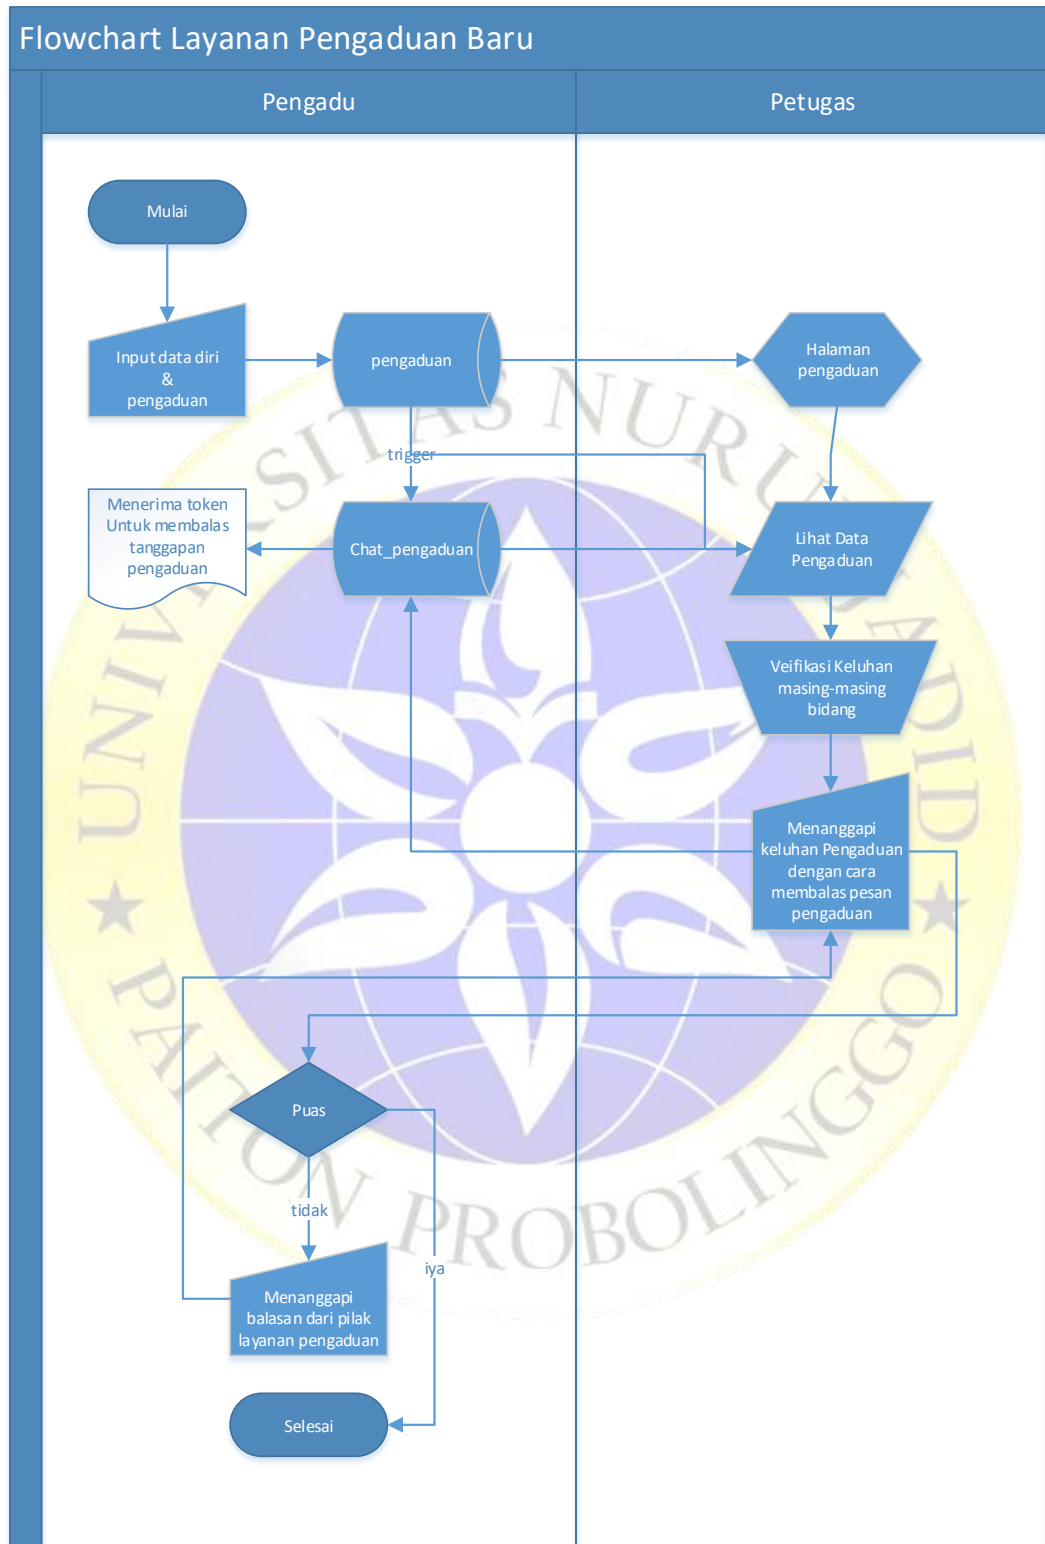 Flowchart Layanan Pengaduan Baru
Pengadu
Petugas
Mulai
Input data diri
&
pengaduan
pengaduan
Halaman
pengaduan
trigger
Menerima token
Untuk membalas
tanggapan
pengaduan
Chat_pengaduan
Lihat Data
Pengaduan
Veifikasi Keluhan
masing-masing
bidang
Menanggapi
keluhan Pengaduan
dengan cara
membalas pesan
pengaduan
Puas
tidak
iya
Menanggapi
balasan dari pilak
layanan pengaduan
Selesai
PAITON PROBOLINGGO